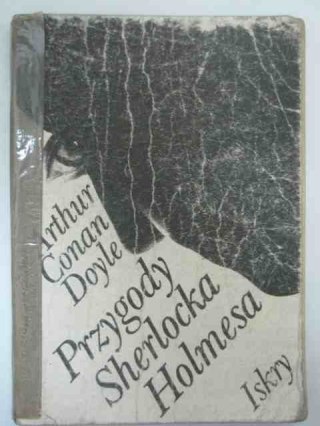 Arthur
Conan
Doyle
Przygody
Sherlocka
Holmesa
Iskry